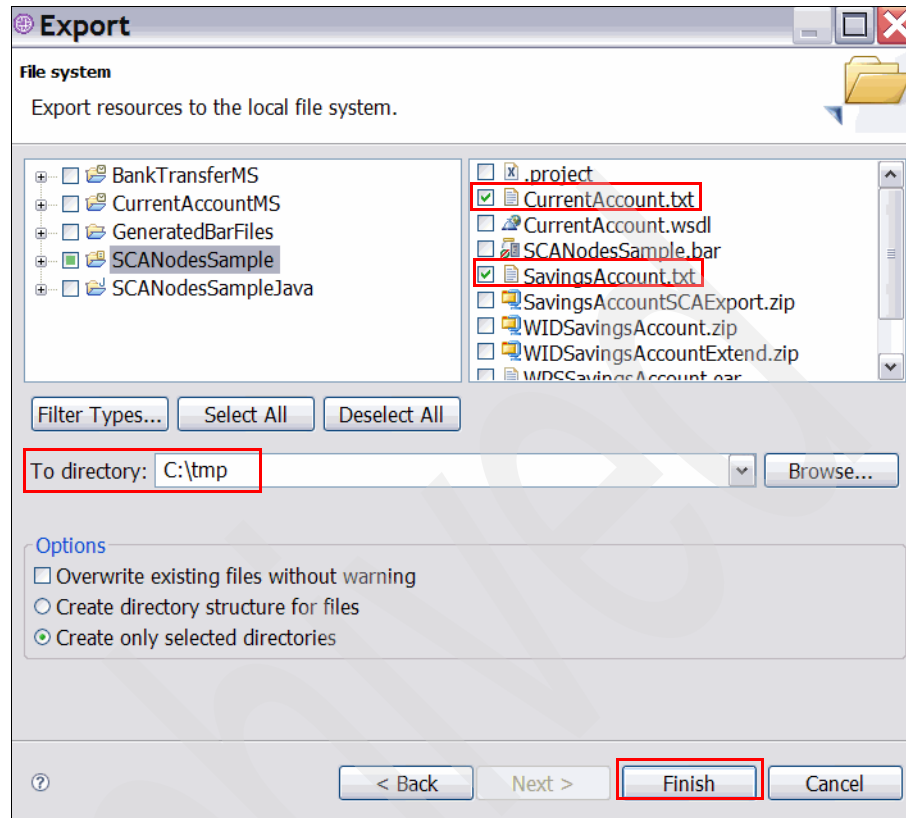 Export
File system
Export resources to the local file system.
BankTransferMS
CurrentAccountMS
GeneratedBarFiles
SCANodesSample
SCANodesSampleJava
.project
CurrentAccount.txt
CurrentAccount.wsdl
SCANodesSample.bar
SavingsAccount.txt
SavingsAccountSCAExport.zip
WIDSavingsAccount.zip
WIDSavingsAccountExtend.zip
WPSSavingsAccount.ear
Filter Types... Select All Deselect All
To directory: C:\tmp Browse...
Options
Overwrite existing files without warning
Create directory structure for files
Create only selected directories
? < Back Next > Finish Cancel